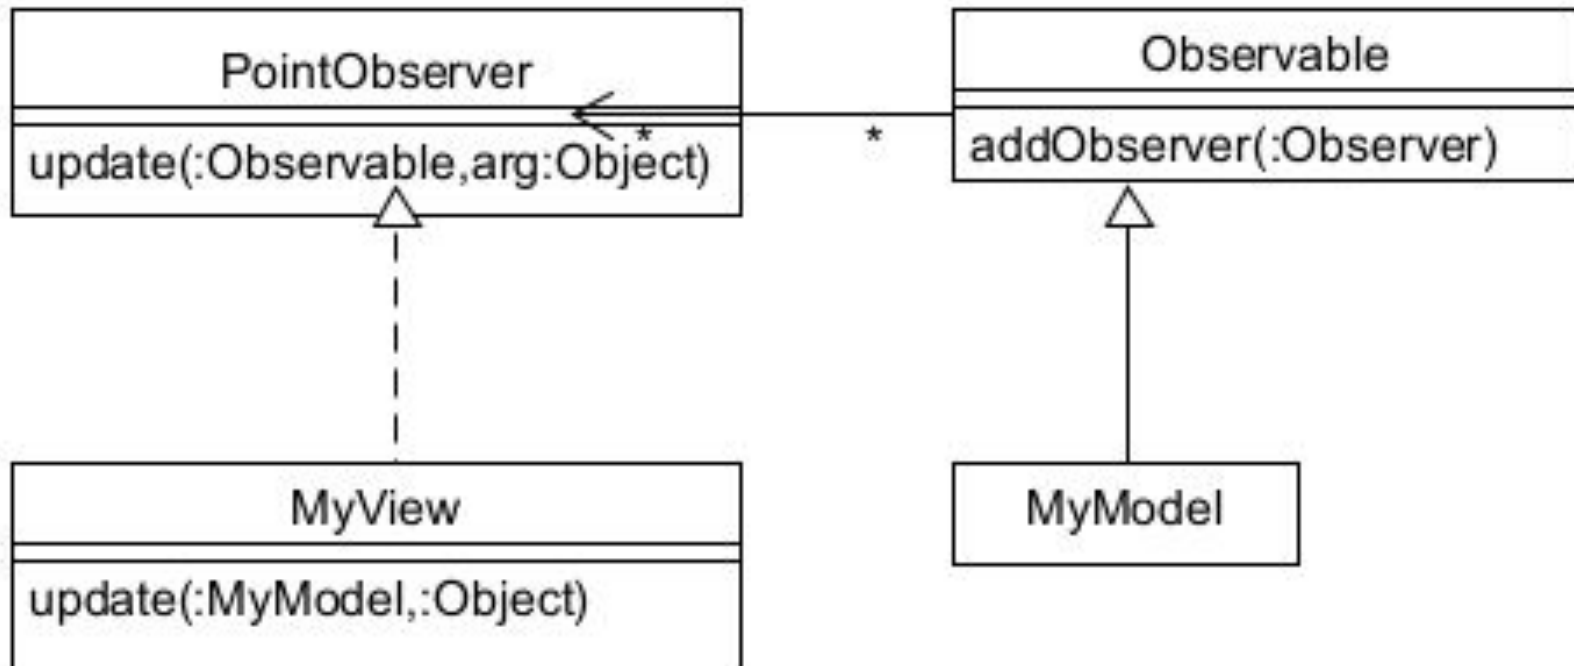 PointObserver
update(:Observable,arg:Object)
*
*
Observable
addObserver(:Observer)
MyView
update(:MyModel,:Object)
MyModel